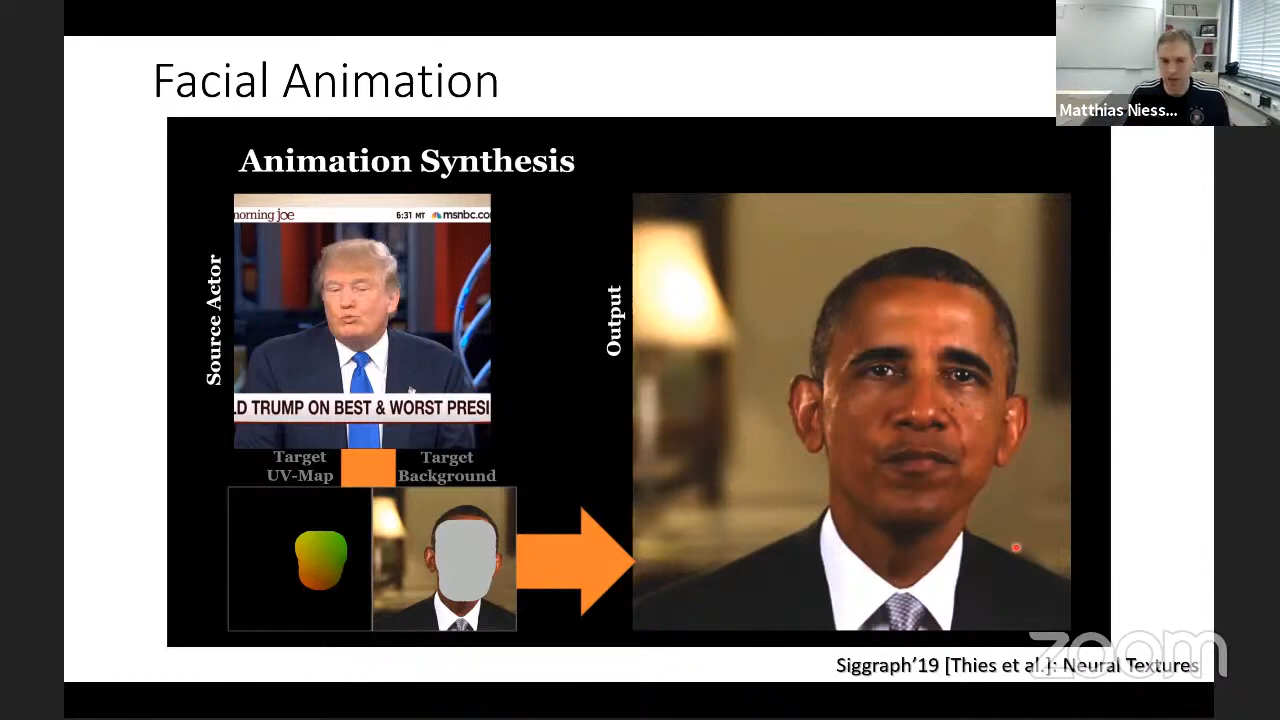 Facial Animation
Matthias Niess...
Animation Synthesis
morning joe
6:31 MT msnbc.co
Source Actor
LD TRUMP ON BEST & WORST PRESI
Output
Target
UV-Map
Target
Background
zoom
Siggraph'19 [Thies et al.]: Neural Textures